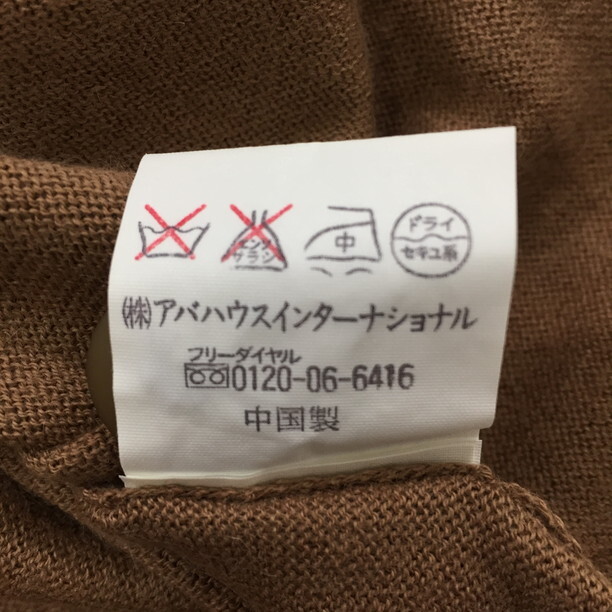 エンソ
サラシ
中
ドライ
セキユ系
(株)アバハウスインターナショナル
フリーダイヤル
0120-06-6416
中国製